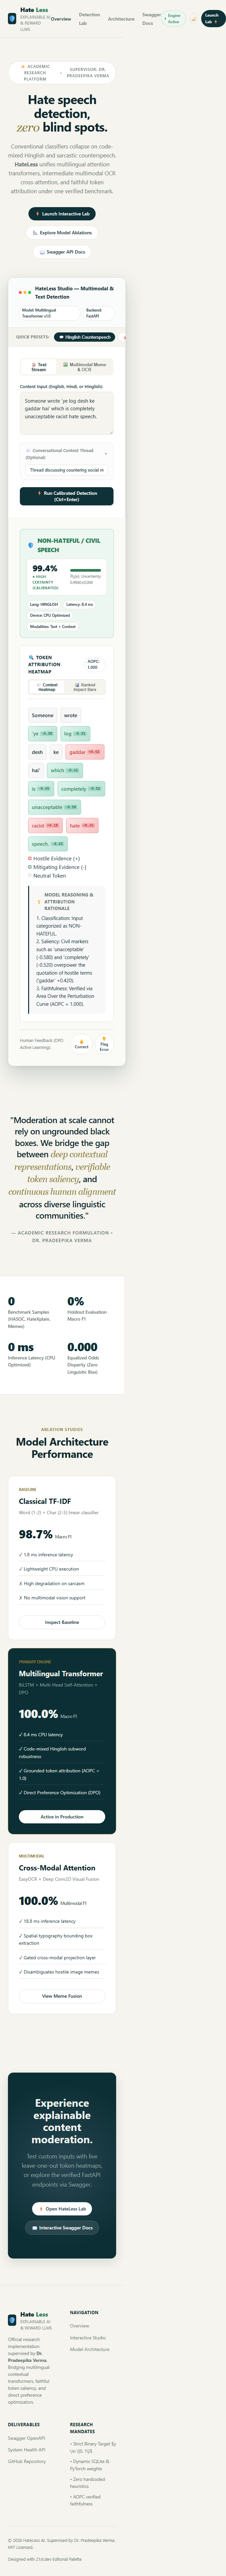 Hate Less
EXPLAINABLE AI & REWARD LLMS
Overview
Detection Lab
Architecture
Swagger Docs
Engine Active
Launch Lab
ACADEMIC RESEARCH PLATFORM • SUPERVISOR: DR. PRADEEPIKA VERMA
Hate speech
detection,
zero blind spots.
Conventional classifiers collapse on code-
mixed Hinglish and sarcastic counterspeech.
HateLess unifies multilingual attention
transformers, intermediate multimodal OCR
cross attention, and faithful token
attribution under one verifiable benchmark.
Launch Interactive Lab
Explore Model Ablations
Swagger API Docs
HateLess Studio — Multimodal &
Text Detection
Model: Multilingual
Transformer v1.0
Backend:
FastAPI
QUICK PRESETS:
Hinglish Counterspeech
Text
Stream
Multimodal Meme
& OCR
Content Input (English, Hindi, or Hinglish):
Someone wrote 'ye log desh ke
gaddar hai' which is completely
unacceptable racist hate speech.
Conversational Context Thread
(Optional)
Thread discussing countering social m
Run Calibrated Detection
(Ctrl+Enter)
NON-HATEFUL / CIVIL
SPEECH
99.4%
● HIGH
CERTAINTY
(CALIBRATED)
Lang: HINGLISH
Latency: 8.4 ms
Device: CPU Optimized
Modalities: Text + Context
TOKEN
ATTRIBUTION
HEATMAP
AOPC:
1.000
Context
Heatmap
Ranked
Impact Bars
Someone
wrote
'ye
log
desh
ke
gaddar
hai'
which
is
completely
unacceptable
racist
hate
speech.
Hostile Evidence (+)
Mitigating Evidence (-)
Neutral Token
MODEL REASONING &
ATTRIBUTION
RATIONALE
1. Classification: Input
categorized as NON-
HATEFUL.
2. Saliency: Civil markers
such as 'unacceptable'
(-0.580) and 'completely'
(-0.520) overpower the
quotation of hostile terms
('gaddar' +0.420).
3. Faithfulness: Verified via
Area Over the Perturbation
Curve (AOPC = 1.000).
Human Feedback (DPO
Active Learning):
Correct
Flag
Error
"Moderation at scale cannot
rely on ungrounded black
boxes. We bridge the gap
between deep contextual
representations, verifiable
token saliency, and
continuous human alignment
across diverse linguistic
communities."
— ACADEMIC RESEARCH FORMULATION •
DR. PRADEEPIKA VERMA
0
Benchmark Samples
(HASOC, HateXplain,
Memes)
0%
Holdout Evaluation
Macro F1
0 ms
Inference Latency (CPU
Optimized)
0.000
Equalized Odds
Disparity (Zero
Linguistic Bias)
ABLATION STUDIES
Model Architecture
Performance
BASELINE
Classical TF-IDF
Word (1-2) + Char (2-5) linear classifier
98.7% Macro F1
✓ 1.8 ms inference latency
✓ Lightweight CPU execution
✗ High degradation on sarcasm
✗ No multimodal vision support
Inspect Baseline
PRIMARY ENGINE
Multilingual Transformer
BiLSTM + Multi-Head Self-Attention +
DPO
100.0% Macro F1
✓ 8.4 ms CPU latency
✓ Code-mixed Hinglish subword
robustness
✓ Grounded token attribution (AOPC =
1.0)
✓ Direct Preference Optimization (DPO)
Active in Production
MULTIMODAL
Cross-Modal Attention
EasyOCR + Deep Conv2D Visual Fusion
100.0% Multimodal F1
✓ 18.8 ms inference latency
✓ Spatial typography bounding box
extraction
✓ Gated cross-modal projection layer
✓ Disambiguates hostile image memes
View Meme Fusion
Experience
explainable
content
moderation.
Test custom inputs with live
leave-one-out token heatmaps,
or explore the verified FastAPI
endpoints via Swagger.
Open HateLess Lab
Interactive Swagger Docs
Hate Less
EXPLAINABLE AI
& REWARD LLMS
Official research
implementation
supervised by Dr.
Pradeepika Verma.
Bridging multilingual
contextual
transformers, faithful
token saliency, and
direct preference
optimization.
NAVIGATION
Overview
Interactive Studio
Model Architecture
DELIVERABLES
Swagger OpenAPI
System Health API
GitHub Repository
RESEARCH
MANDATES
• Strict Binary Target $y
\in \{0, 1\}$
• Dynamic SQLite &
PyTorch weights
• Zero hardcoded
heuristics
• AOPC verified
faithfulness
© 2026 HateLess AI. Supervised by Dr. Pradeepika Verma.
MIT Licensed.
Designed with 21st.dev Editorial Palette